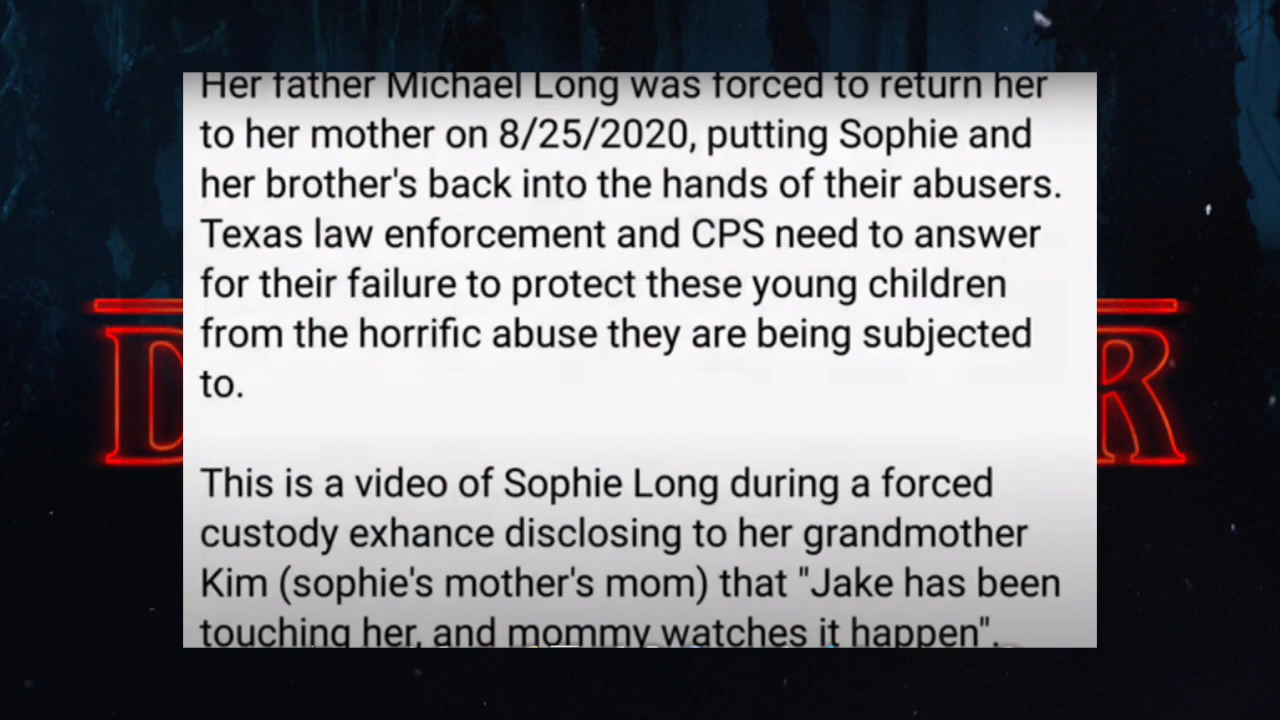 Her father Michael Long was forced to return her
to her mother on 8/25/2020, putting Sophie and
her brother's back into the hands of their abusers.
Texas law enforcement and CPS need to answer
for their failure to protect these young children
from the horrific abuse they are being subjected
to.
This is a video of Sophie Long during a forced
custody exhance disclosing to her grandmother
Kim (sophie's mother's mom) that "Jake has been
touching her, and mommy watches it happen".
D
R